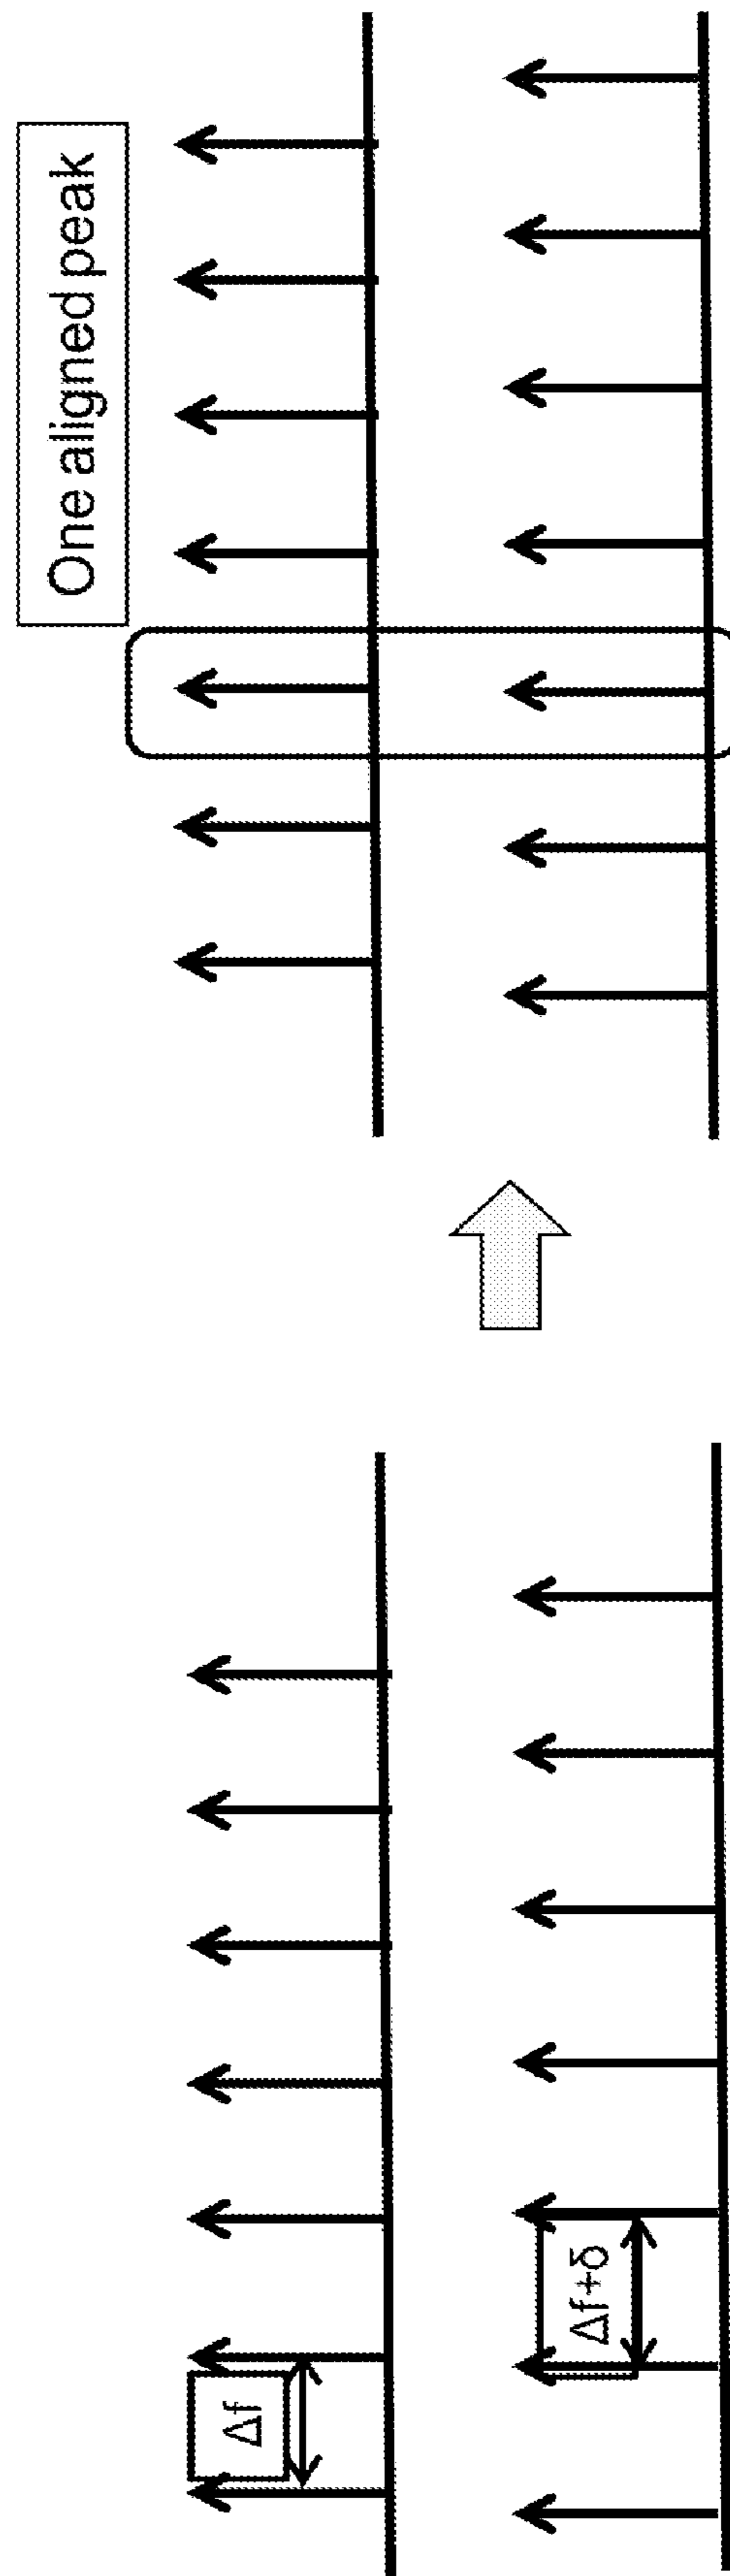 Δf
Δf+δ
One aligned peak